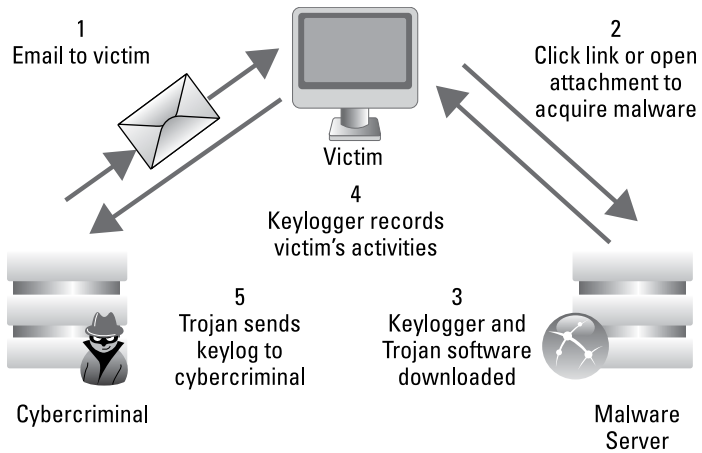 1
Email to victim
2
Click link or open
attachment to
acquire malware
Victim
4
Keylogger records
victim's activities
5
Trojan sends
keylog to
cybercriminal
3
Keylogger and
Trojan software
downloaded
Cybercriminal
Malware
Server